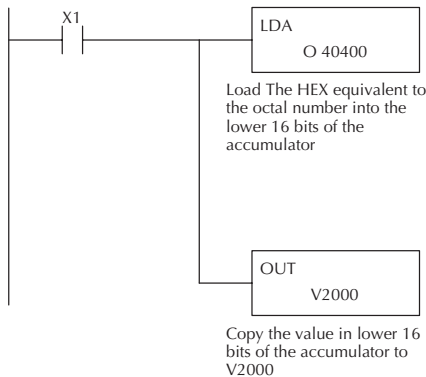 X1
LDA
O 40400
Load The HEX equivalent to
the octal number into the
lower 16 bits of the
accumulator
OUT
V2000
Copy the value in lower 16
bits of the accumulator to
V2000